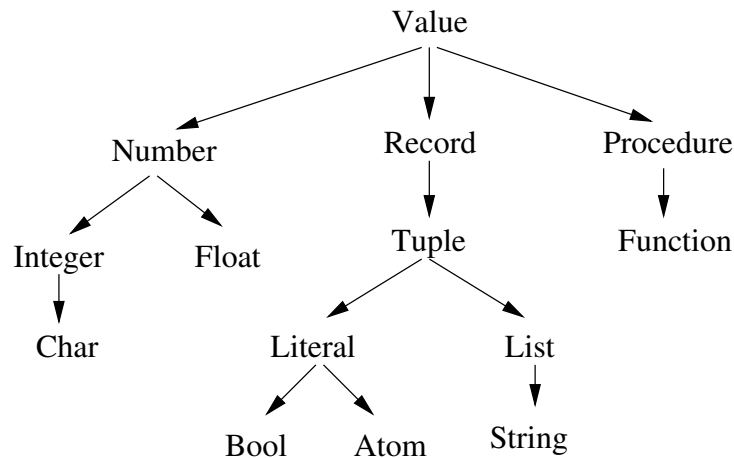 Value
Number Record Procedure
Integer Float Tuple Function
Char Literal List
Bool Atom String